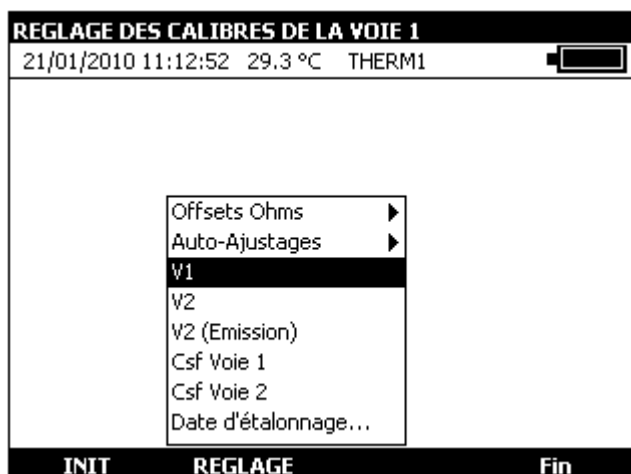 REGLAGE DES CALIBRES DE LA VOIE 1
21/01/2010 11:12:52 29.3 °C THERM1
Offsets Ohms
Auto-Ajustages
V1
V2
V2 (Emission)
Csf Voie 1
Csf Voie 2
Date d'étalonnage...
INIT REGLAGE Fin